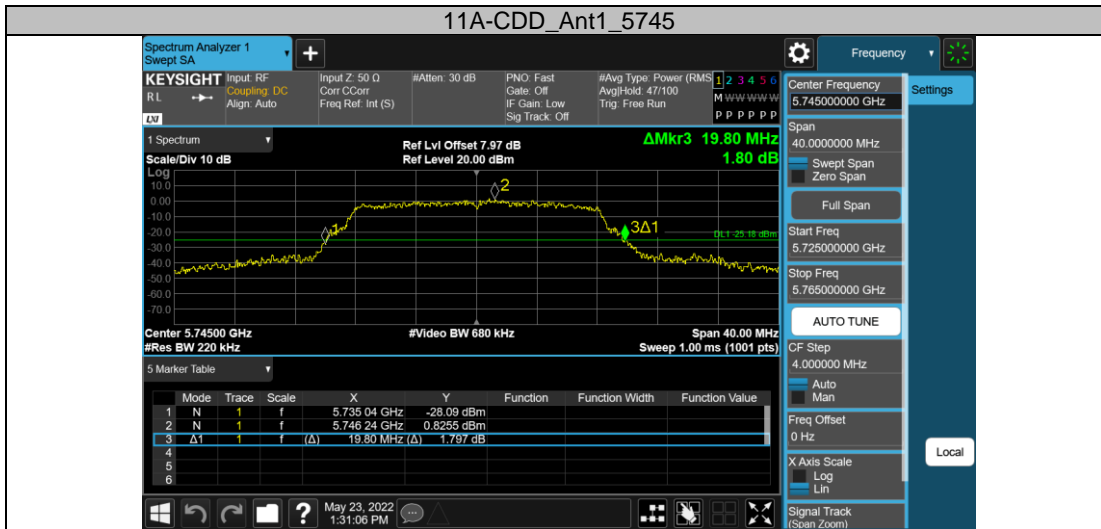 11A-CDD_Ant1_5745
Spectrum Analyzer 1
Swept SA
+
Frequency
KEYSIGHT
RL
LXI
Input: RF
Coupling: DC
Align: Auto
Input Z: 50 Ω
Corr CCorr
Freq Ref: Int (S)
#Atten: 30 dB
PNO: Fast
Gate: Off
IF Gain: Low
Sig Track: Off
#Avg Type: Power (RMS
Avg|Hold: 47/100
Trig: Free Run
1 2 3 4 5 6
M W W W W W
P P P P P P
Center Frequency
5.745000000 GHz
Settings
Span
40.0000000 MHz
Swept Span
Zero Span
Full Span
Start Freq
5.725000000 GHz
Stop Freq
5.765000000 GHz
AUTO TUNE
CF Step
4.000000 MHz
Auto
Man
Freq Offset
0 Hz
X Axis Scale
Log
Lin
Signal Track
(Span Zoom)
Local
1 Spectrum
Scale/Div 10 dB
Ref Lvl Offset 7.97 dB
Ref Level 20.00 dBm
ΔMkr3 19.80 MHz
1.80 dB
Log
10.0
0.00
-10.0
-20.0
-30.0
-40.0
-50.0
-60.0
-70.0
1
2
3Δ1
DL1 -25.18 dBm
Center 5.74500 GHz
#Video BW 680 kHz
Span 40.00 MHz
#Res BW 220 kHz
Sweep 1.00 ms (1001 pts)
5 Marker Table
Mode Trace Scale X Y Function Function Width Function Value
1 N 1 f 5.735 04 GHz -28.09 dBm
2 N 1 f 5.746 24 GHz 0.8255 dBm
3 Δ1 1 f (Δ) 19.80 MHz (Δ) 1.797 dB
4
5
6
?
May 23, 2022
1:31:06 PM